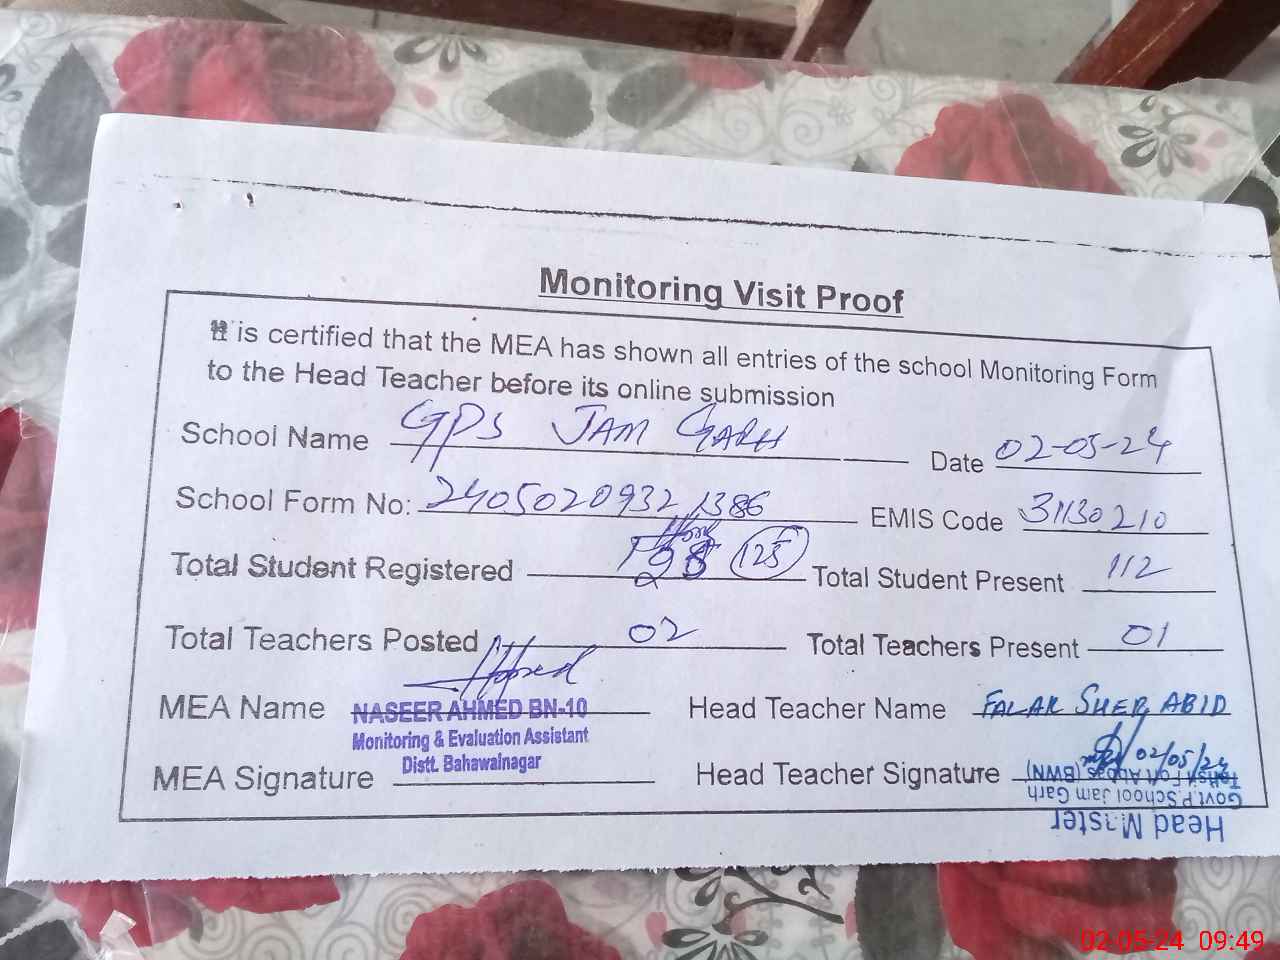 Monitoring Visit Proof
It is certified that the MEA has shown all entries of the school Monitoring Form
to the Head Teacher before its online submission
School Name GPS JAM GARH Date 02-05-24
School Form No: 2405020932,1386 EMIS Code 31130210
Total Student Registered 125 Total Student Present 112
Total Teachers Posted 02 Total Teachers Present 01
MEA Name NASEER AHMED BN-10 Head Teacher Name FALAK SHER ABID
Monitoring & Evaluation Assistant
Distt. Bahawalnagar
MEA Signature Head Teacher Signature 02/05/24
Head Master
Govt.P.School Jam Garh
Tehsil Fort Abbas (BWN)
02-05-24 09:49